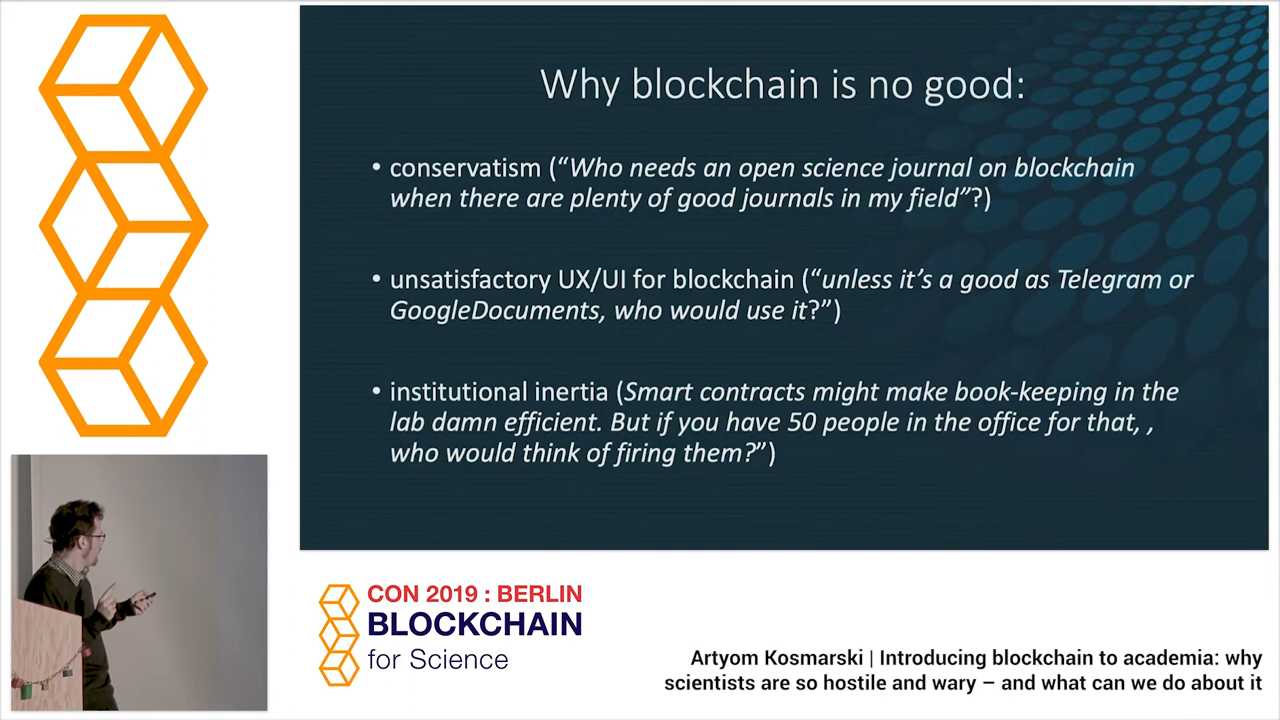 Why blockchain is no good:
• conservatism (“Who needs an open science journal on blockchain
when there are plenty of good journals in my field”?)
• unsatisfactory UX/UI for blockchain (“unless it’s a good as Telegram or
GoogleDocuments, who would use it?”)
• institutional inertia (Smart contracts might make book-keeping in the
lab damn efficient. But if you have 50 people in the office for that, ,
who would think of firing them?”)
CON 2019 : BERLIN
BLOCKCHAIN
for Science
Artyom Kosmarski | Introducing blockchain to academia: why
scientists are so hostile and wary – and what can we do about it